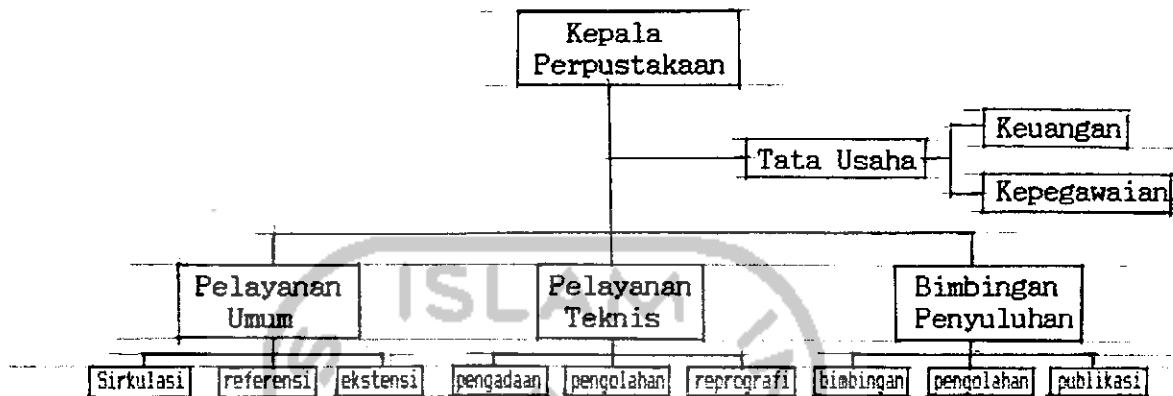 Kepala
Perpustakaan
Keuangan
Tata Usaha
Kepegawaian
Pelayanan
Umum
Pelayanan
Teknis
Bimbingan
Penyuluhan
ISLAM
Sirkulasi
referensi
ekstensi
pengadaan
pengolahan
reprografi
bimbingan
pengolahan
publikasi